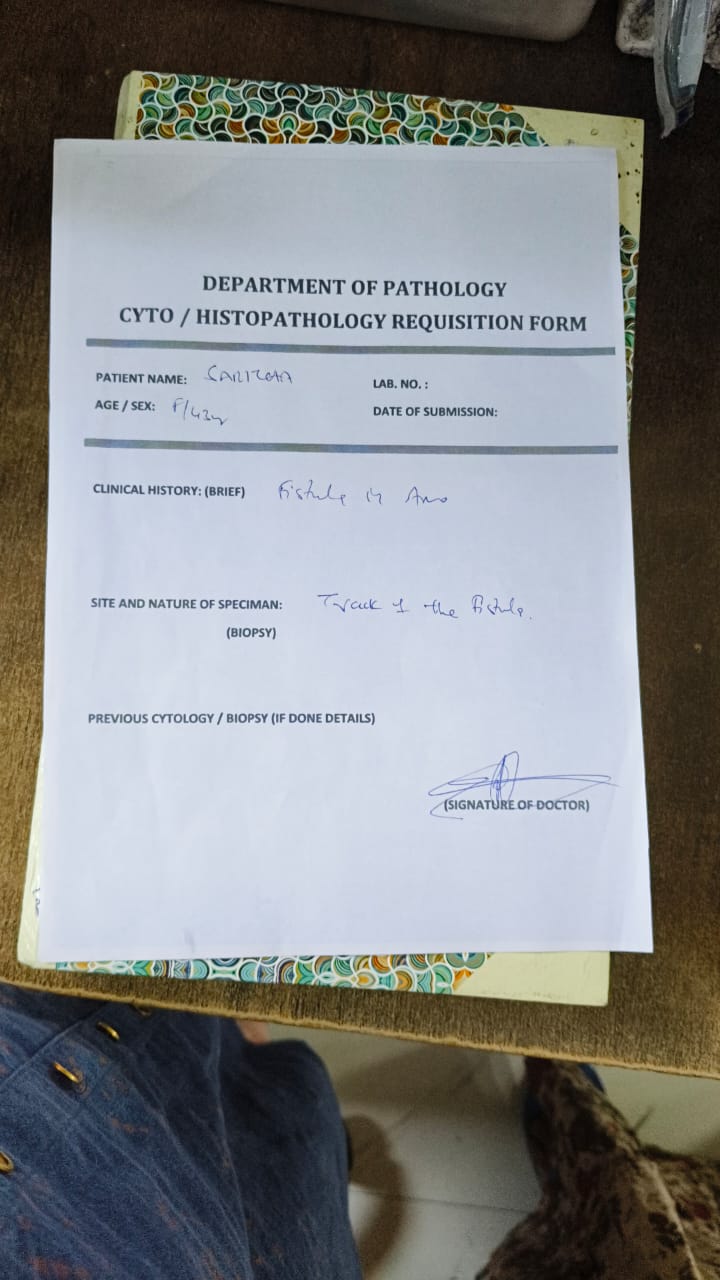 DEPARTMENT OF PATHOLOGY
CYTO / HISTOPATHOLOGY REQUISITION FORM
PATIENT NAME:
LAB. NO. :
AGE / SEX: F/43y
DATE OF SUBMISSION:
CLINICAL HISTORY: (BRIEF) Fistula in Ano
SITE AND NATURE OF SPECIMAN: Track of the Fistula.
(BIOPSY)
PREVIOUS CYTOLOGY / BIOPSY (IF DONE DETAILS)
(SIGNATURE OF DOCTOR)